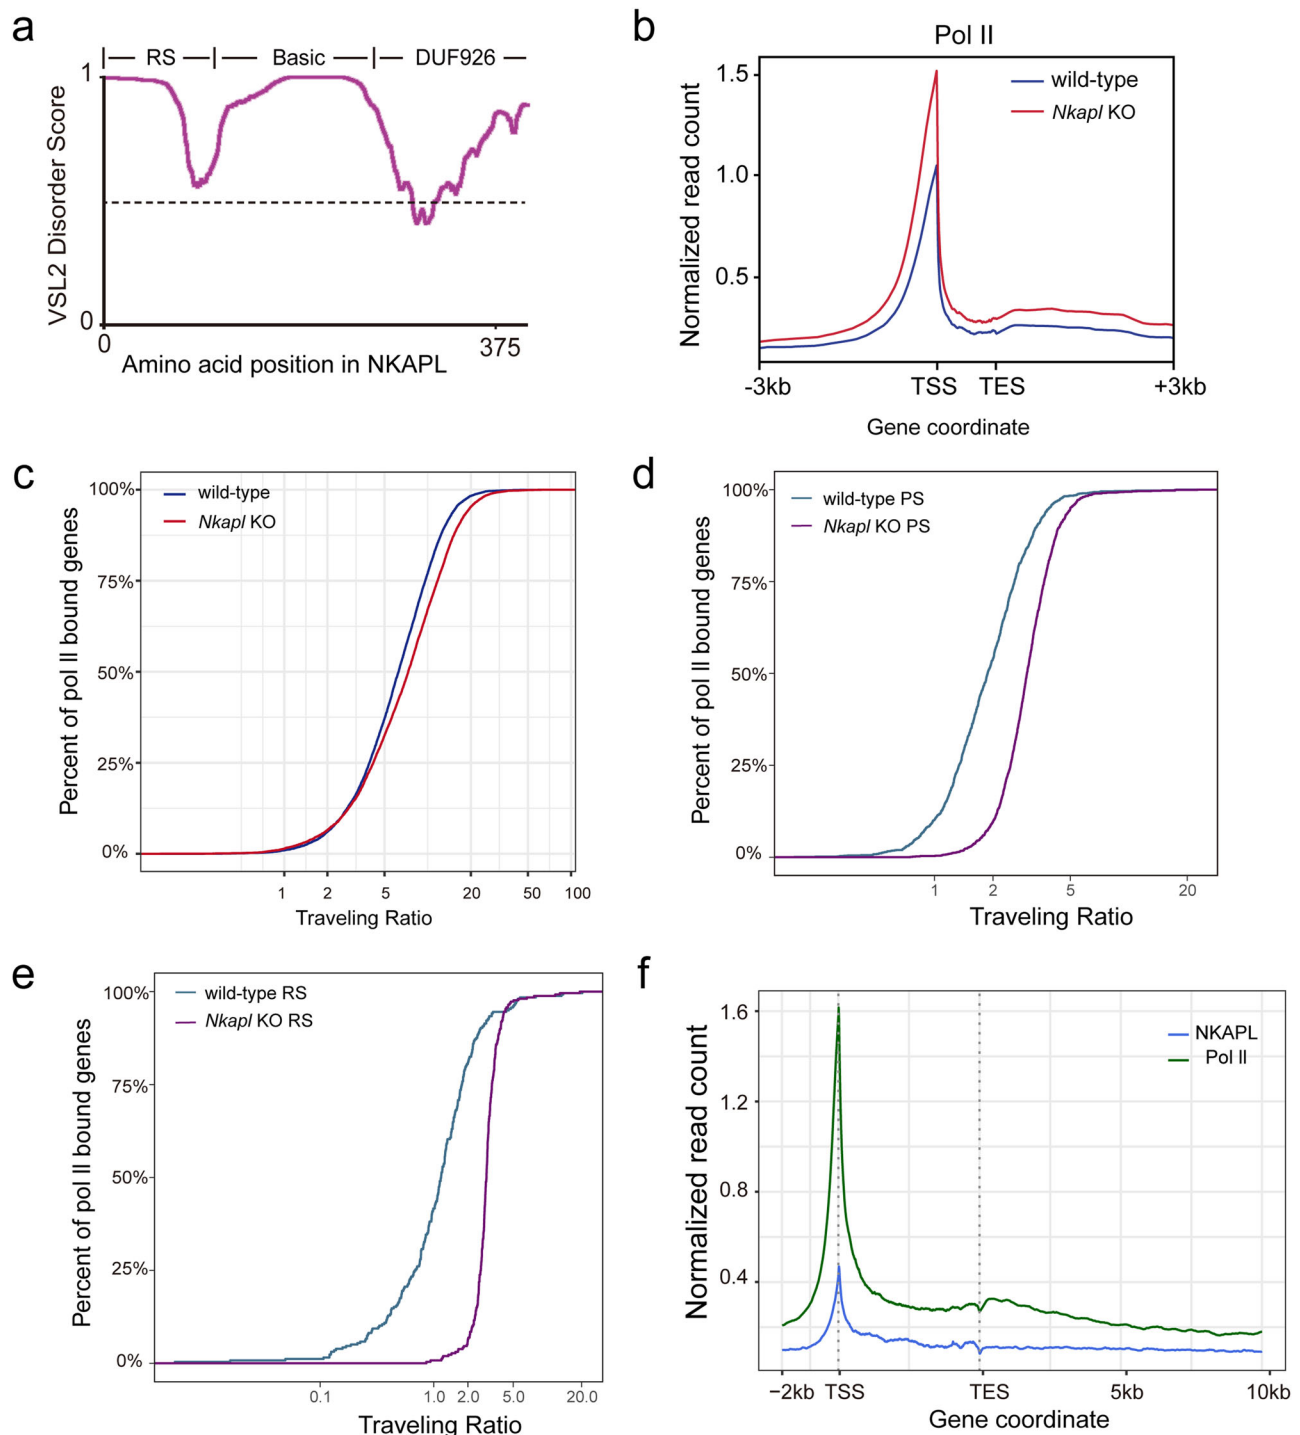 a
RS
Basic
DUF926
1
VSL2 Disorder Score
0
0
375
Amino acid position in NKAPL
b
Pol II
wild-type
Nkapl KO
1.5
1.0
0.5
Normalized read count
-3kb
TSS
TES
+3kb
Gene coordinate
c
wild-type
Nkapl KO
100%
75%
50%
25%
0%
Percent of pol II bound genes
1
2
5
20
50
100
Traveling Ratio
d
wild-type PS
Nkapl KO PS
100%
75%
50%
25%
0%
Percent of pol II bound genes
1
2
5
20
Traveling Ratio
e
wild-type RS
Nkapl KO RS
100%
75%
50%
25%
0%
Percent of pol II bound genes
0.1
1.0
2.0
5.0
20.0
Traveling Ratio
f
NKAPL
Pol II
1.6
1.2
0.8
0.4
Normalized read count
−2kb
TSS
TES
5kb
10kb
Gene coordinate